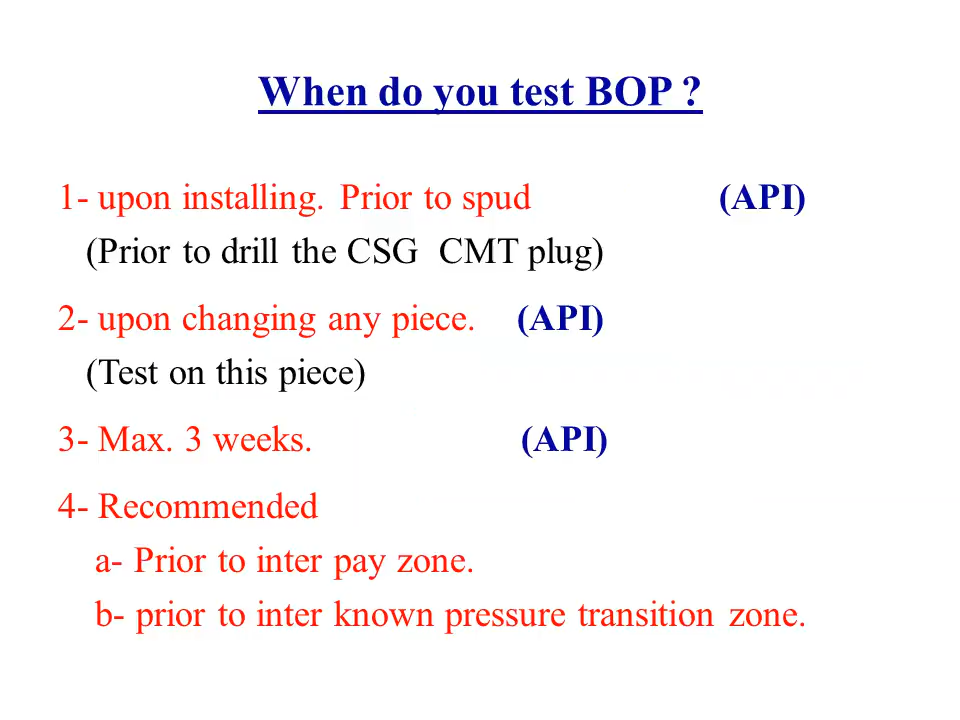 When do you test BOP ?
1- upon installing. Prior to spud (API)
(Prior to drill the CSG CMT plug)
2- upon changing any piece. (API)
(Test on this piece)
3- Max. 3 weeks. (API)
4- Recommended
a- Prior to inter pay zone.
b- prior to inter known pressure transition zone.